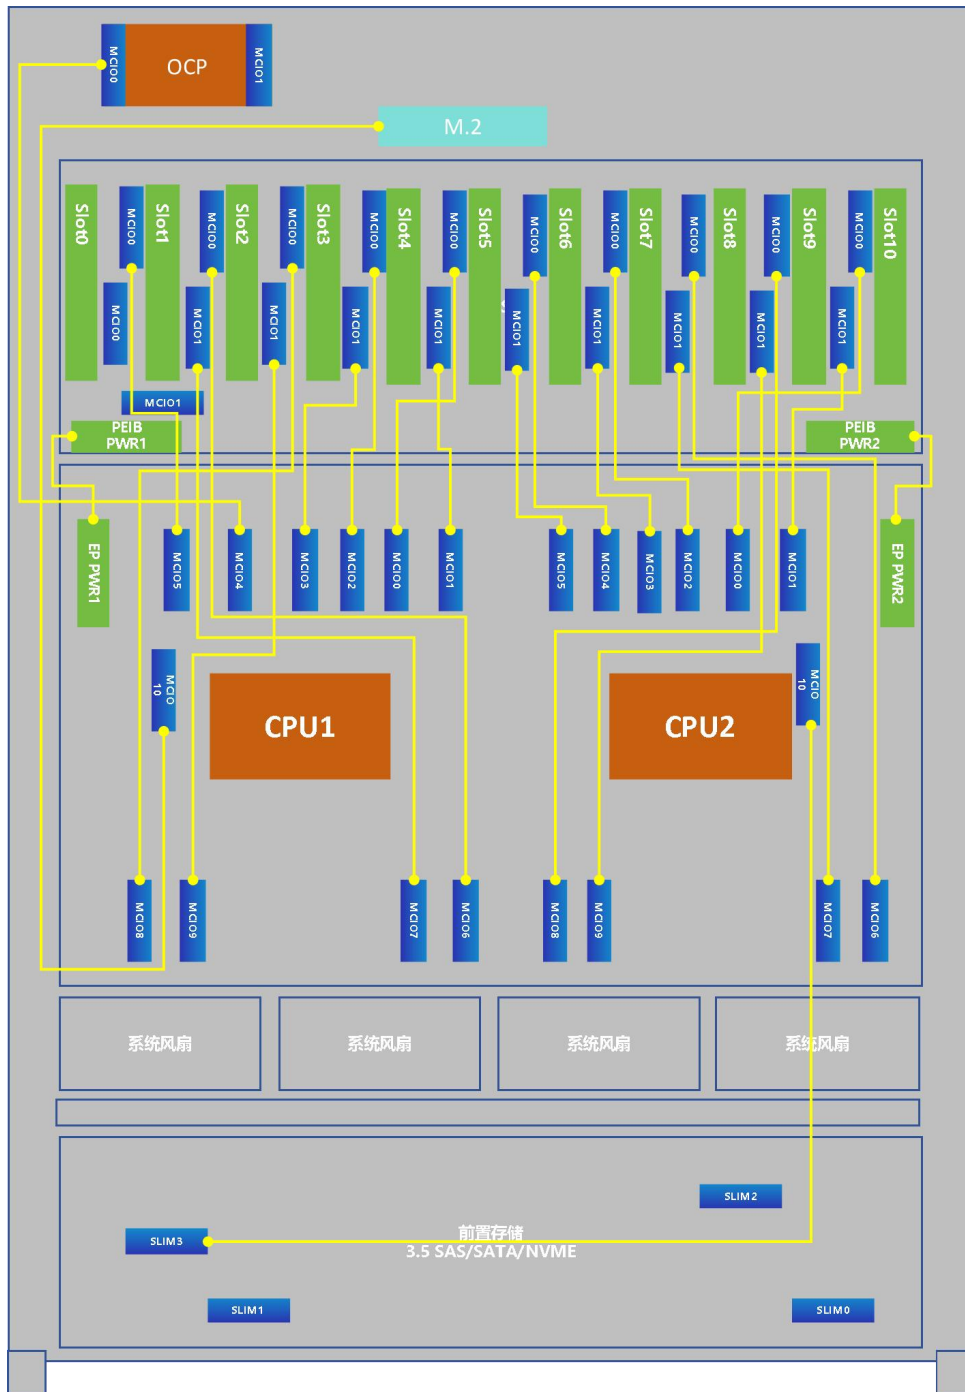 MCIO0
OCP
MCIO1
M.2
Slot0
MCIO0
Slot1
MCIO0
Slot2
MCIO0
Slot3
MCIO0
Slot4
MCIO0
Slot5
MCIO0
Slot6
MCIO0
Slot7
MCIO0
Slot8
MCIO0
Slot9
MCIO0
Slot10
MCIO0
MCIO1
MCIO1
MCIO1
MCIO1
MCIO1
MCIO1
MCIO1
MCIO1
MCIO1
MCIO1
PEIB
PWR1
PEIB
PWR2
EP PWR1
MCIO5
MCIO4
MCIO3
MCIO2
MCIO0
MCIO1
MCIO5
MCIO4
MCIO3
MCIO2
MCIO0
MCIO1
EP PWR2
MCIO
10
CPU1
CPU2
MCIO
10
MCIO8
MCIO9
MCIO7
MCIO6
MCIO8
MCIO9
MCIO7
MCIO6
系统风扇
系统风扇
系统风扇
系统风扇
SLIM2
SLIM3
前置存储
3.5 SAS/SATA/NVME
SLIM1
SLIM0